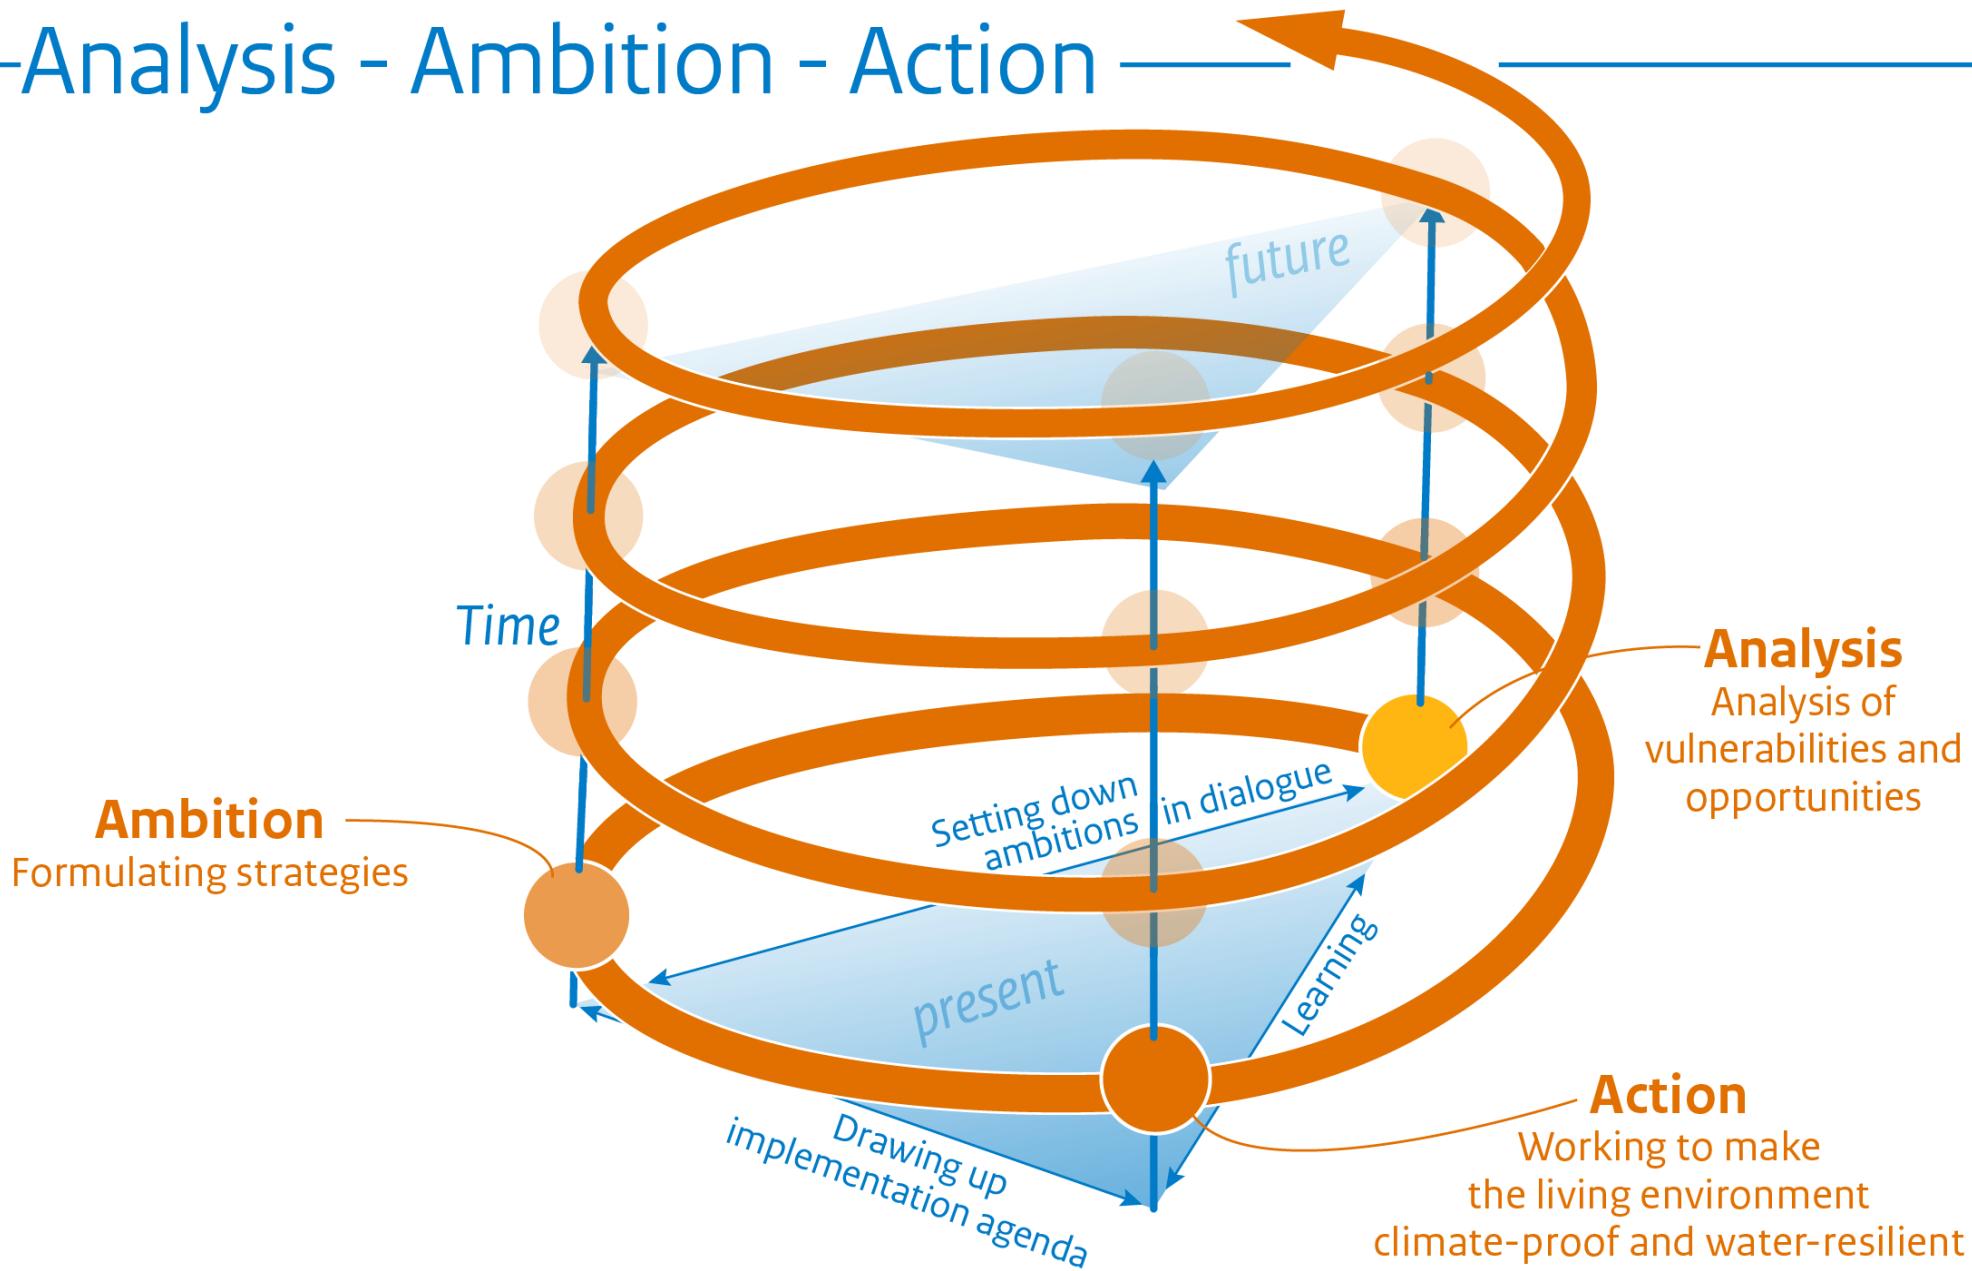 Analysis - Ambition - Action
future
Time
Analysis
Analysis of
vulnerabilities and
opportunities
Setting down
ambitions in dialogue
Ambition
Formulating strategies
present
Learning
Drawing up
implementation agenda
Action
Working to make
the living environment
climate-proof and water-resilient